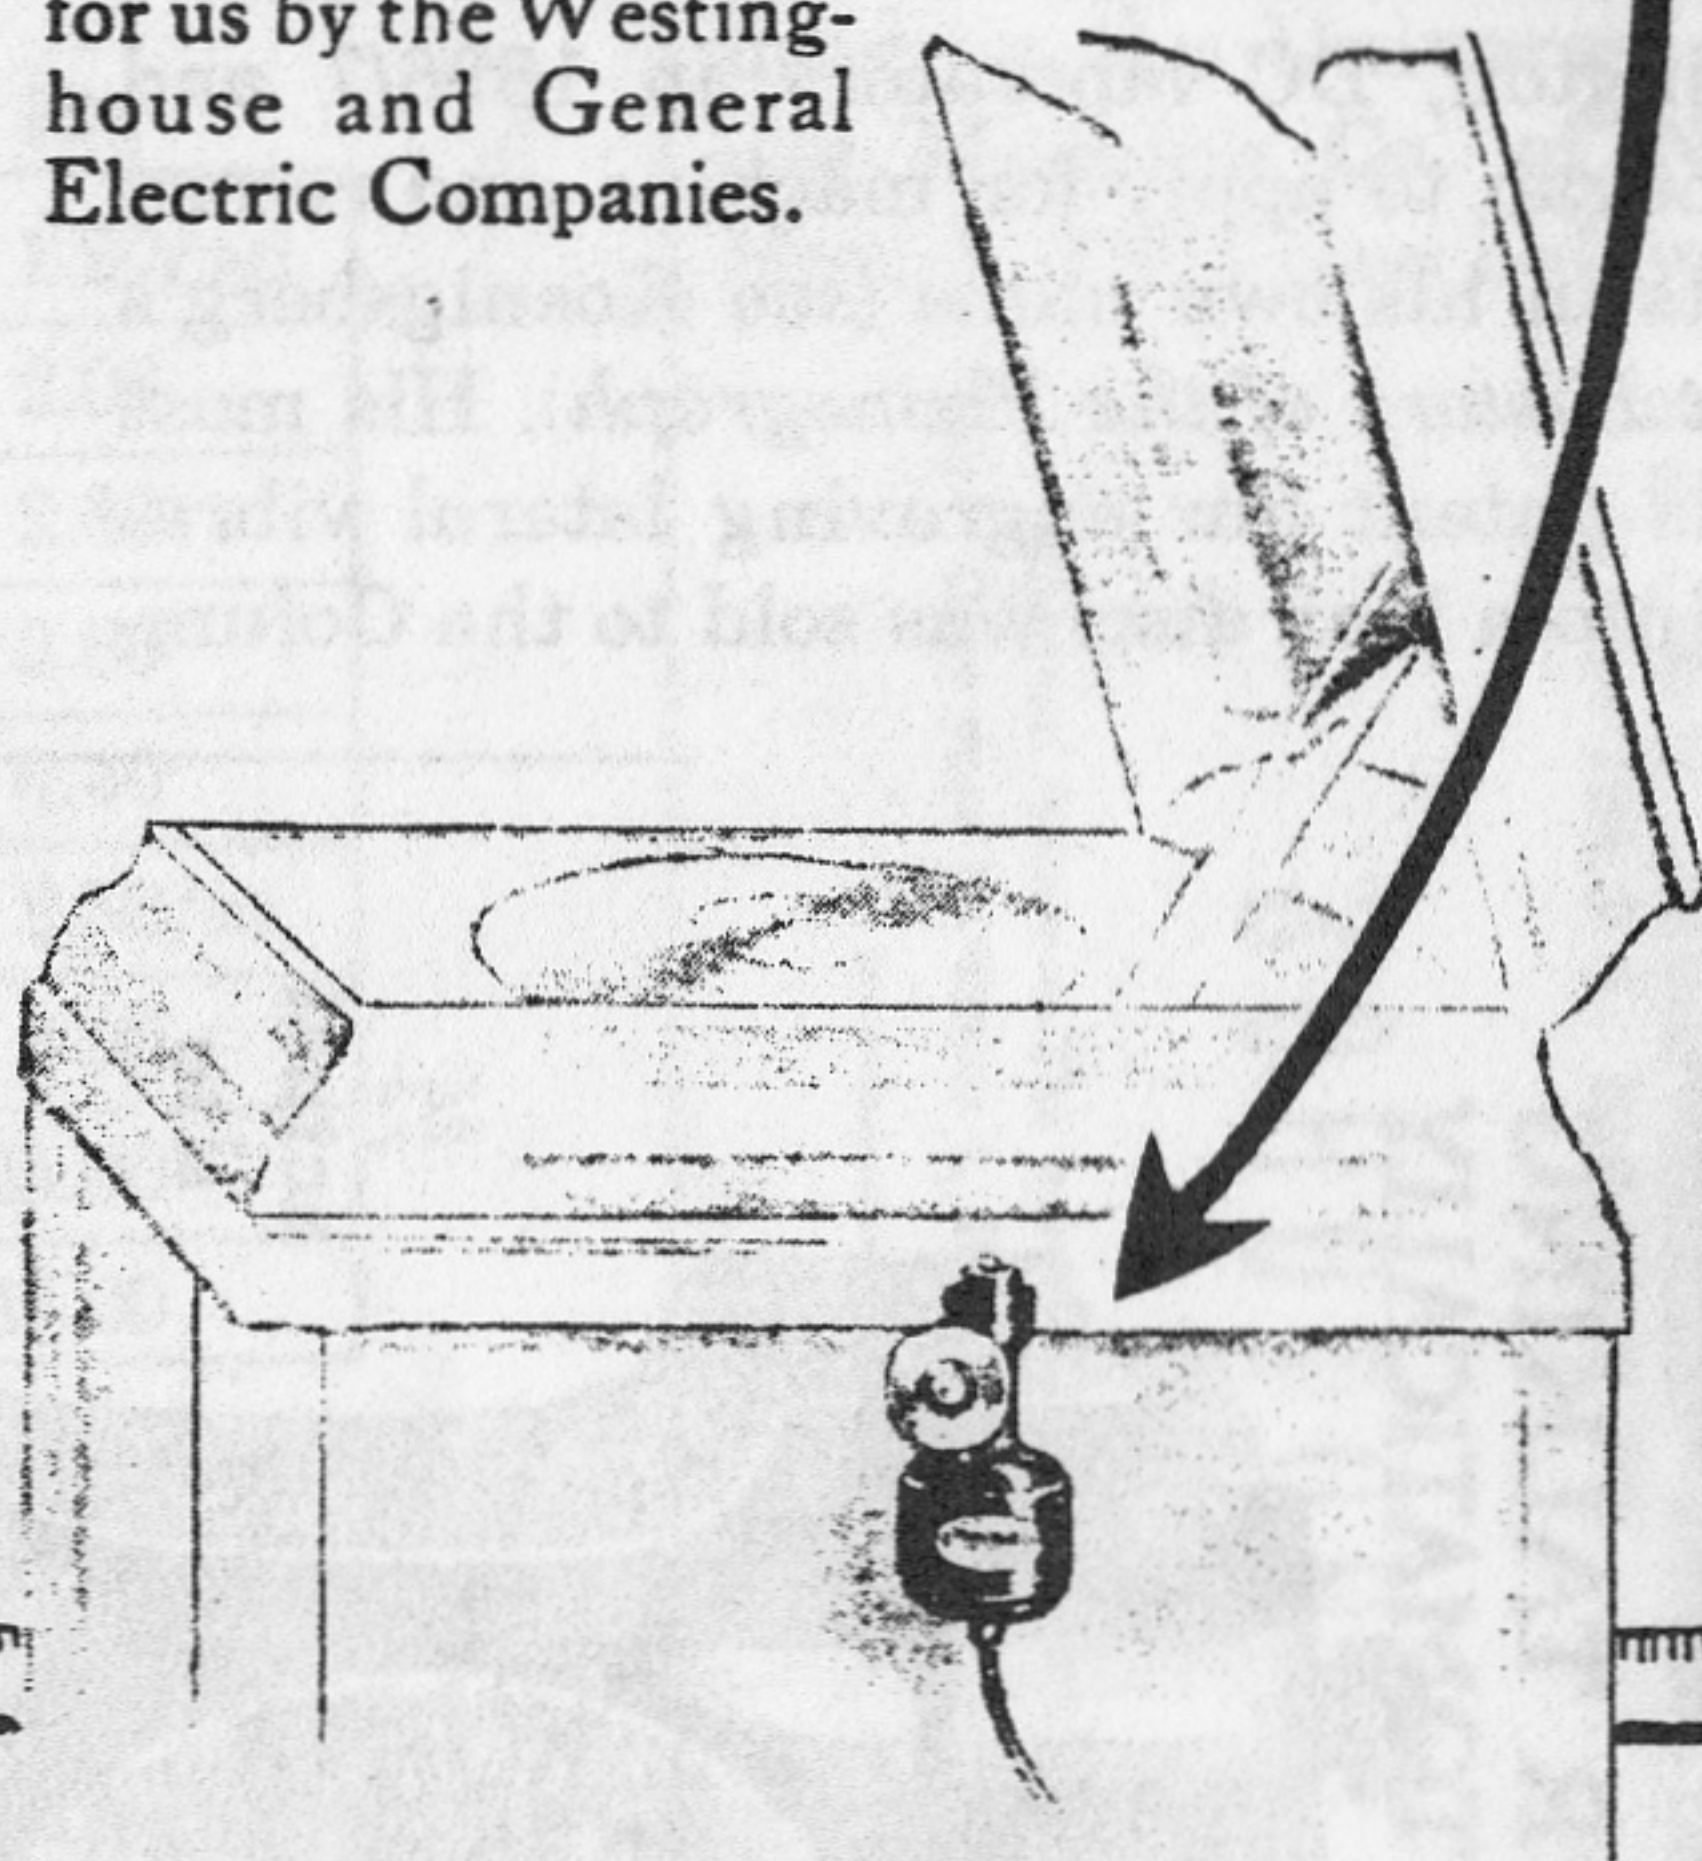 for us by the Westing-
house and General
Electric Companies.